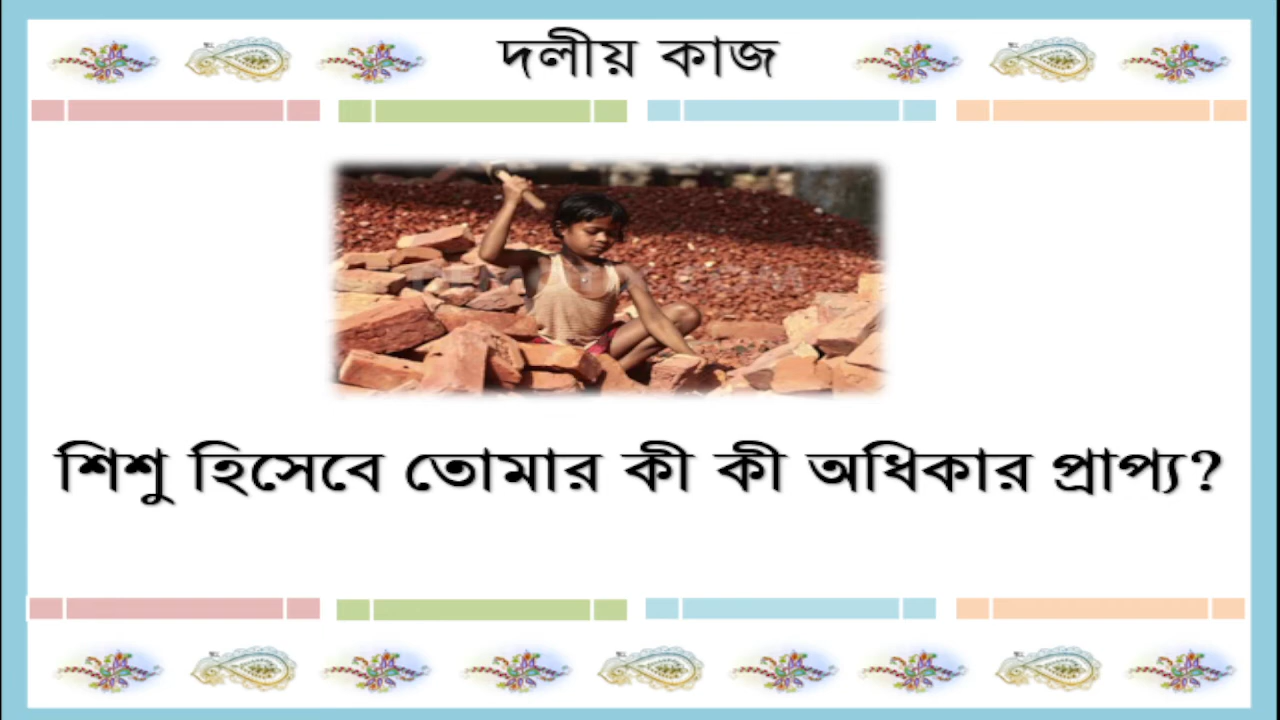 দলীয় কাজ
শিশু হিসেবে তোমার কী কী অধিকার প্রাপ্য?